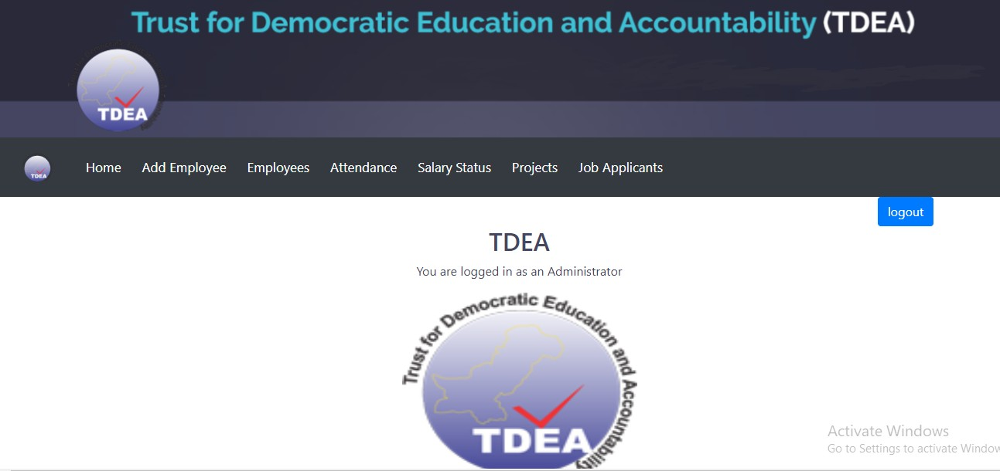 Trust for Democratic Education and Accountability (TDEA)
TDEA
TDEA
Home Add Employee Employees Attendance Salary Status Projects Job Applicants
logout
TDEA
You are logged in as an Administrator
Trust for Democratic Education and Accountability
TDEA
Activate Windows
Go to Settings to activate Window